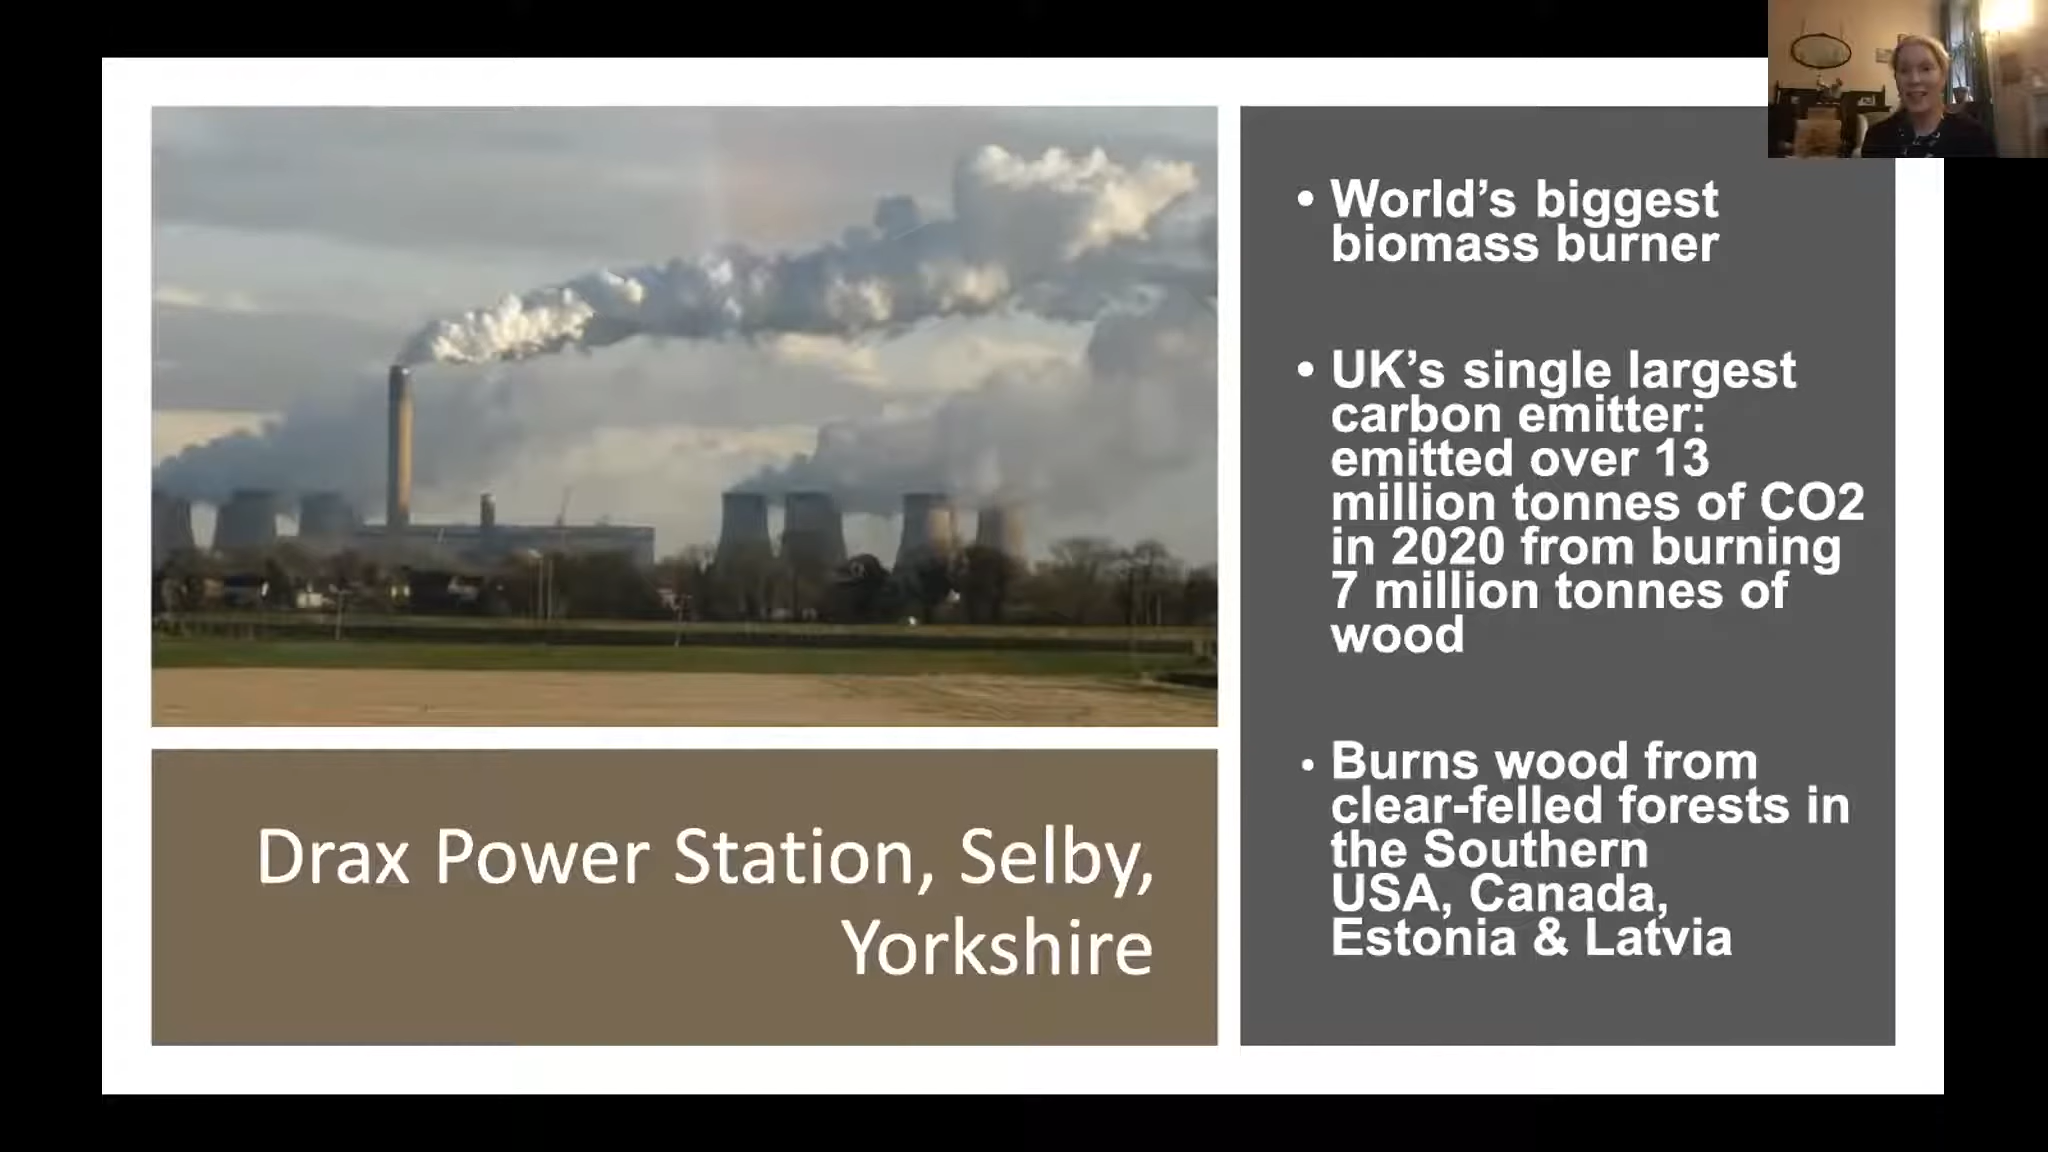 Drax Power Station, Selby,
Yorkshire
• World’s biggest
biomass burner
• UK’s single largest
carbon emitter:
emitted over 13
million tonnes of CO2
in 2020 from burning
7 million tonnes of
wood
• Burns wood from
clear-felled forests in
the Southern
USA, Canada,
Estonia & Latvia